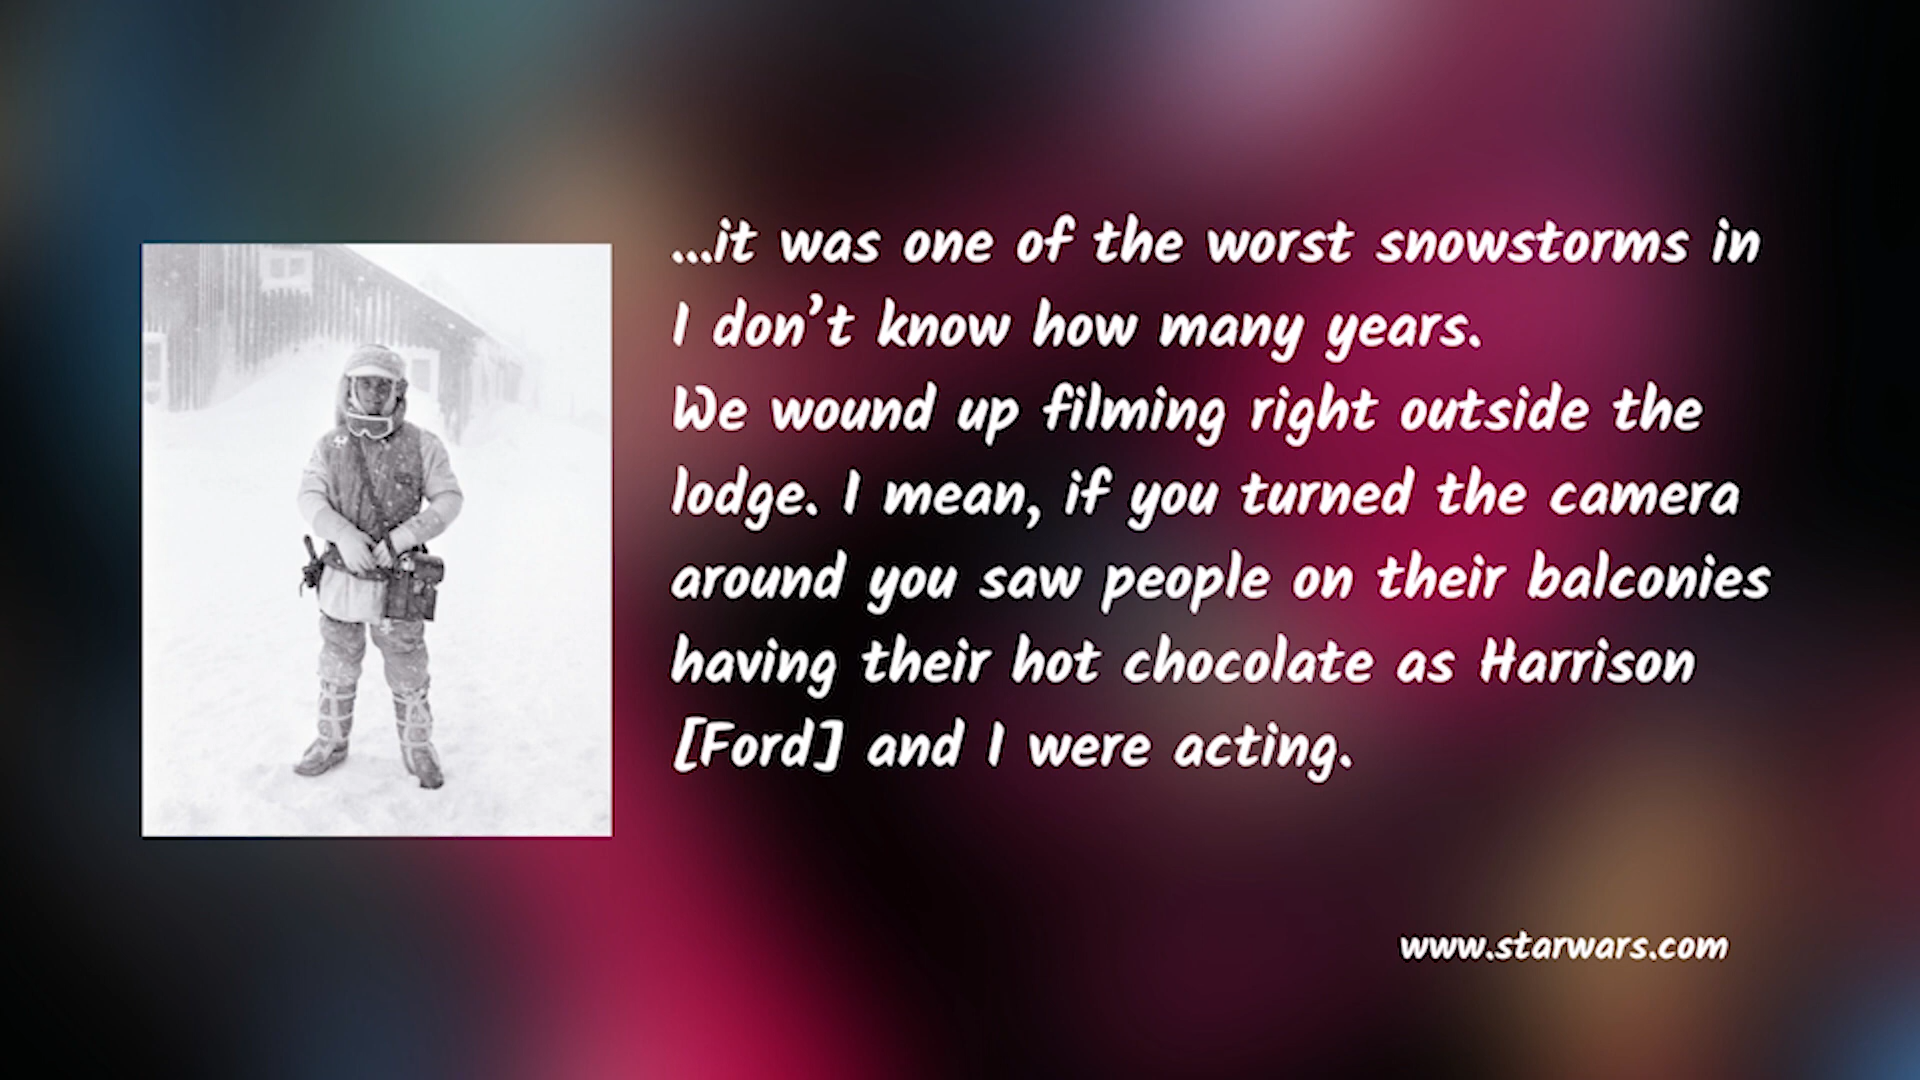 ...it was one of the worst snowstorms in
I don’t know how many years.
We wound up filming right outside the
lodge. I mean, if you turned the camera
around you saw people on their balconies
having their hot chocolate as Harrison
[Ford] and I were acting.
www.starwars.com